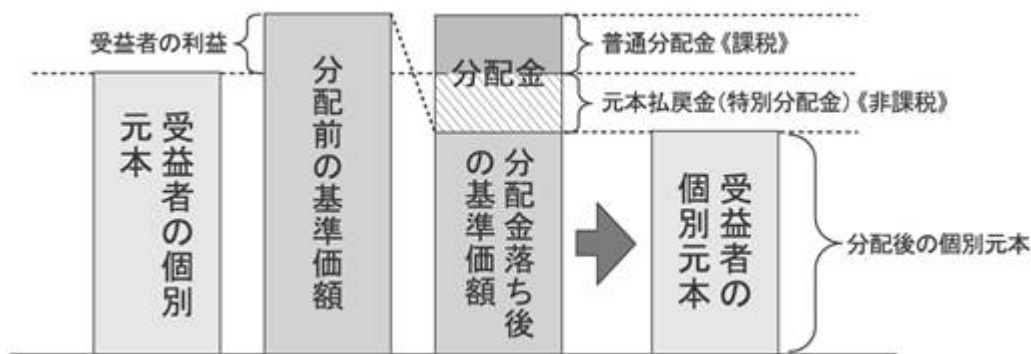 受益者の利益
受益者の個別
元本
分配前の基準価額
分配金
分配金落ち後
の基準価額
普通分配金《課税》
元本払戻金(特別分配金)《非課税》
受益者の
個別元本
分配後の個別元本